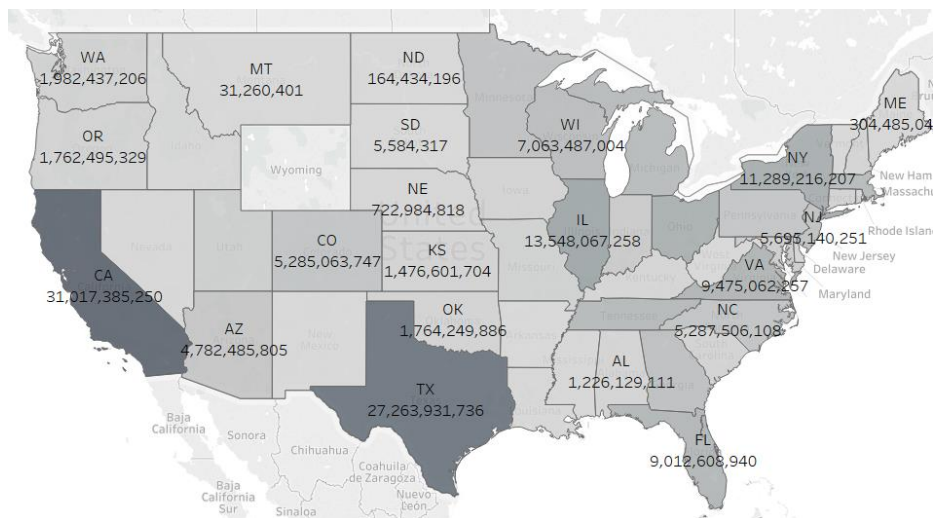 WA
1,982,437,206
MT
31,260,401
ND
164,434,196
ME
304,485,04
OR
1,762,495,329
SD
5,584,317
WI
7,063,487,004
Minnesota
Michigan
Vermont
NY
11,289,216,207
New Ham
Massachu
Idaho
Wyoming
NE
722,984,818
Iowa
Pennsylvania
Rhode Island
NJ
5,695,140,251
New Jersey
Delaware
Maryland
IL
13,548,067,258
Ohio
United
States
Nevada
Utah
CO
5,285,063,747
KS
1,476,601,704
Missouri
Kentucky
VA
9,475,062,257
CA
31,017,385,250
AZ
4,782,485,805
New
Mexico
OK
1,764,249,886
Arkansas
Tennessee
NC
5,287,506,108
South
Carolina
Mississippi
AL
1,226,129,111
Georgia
TX
27,263,931,736
Louisiana
FL
9,012,608,940
Baja
California
Sonora
Chihuahua
Coahuila
de Zaragoza
Baja
California
Sur
Sinaloa
Nuevo
León